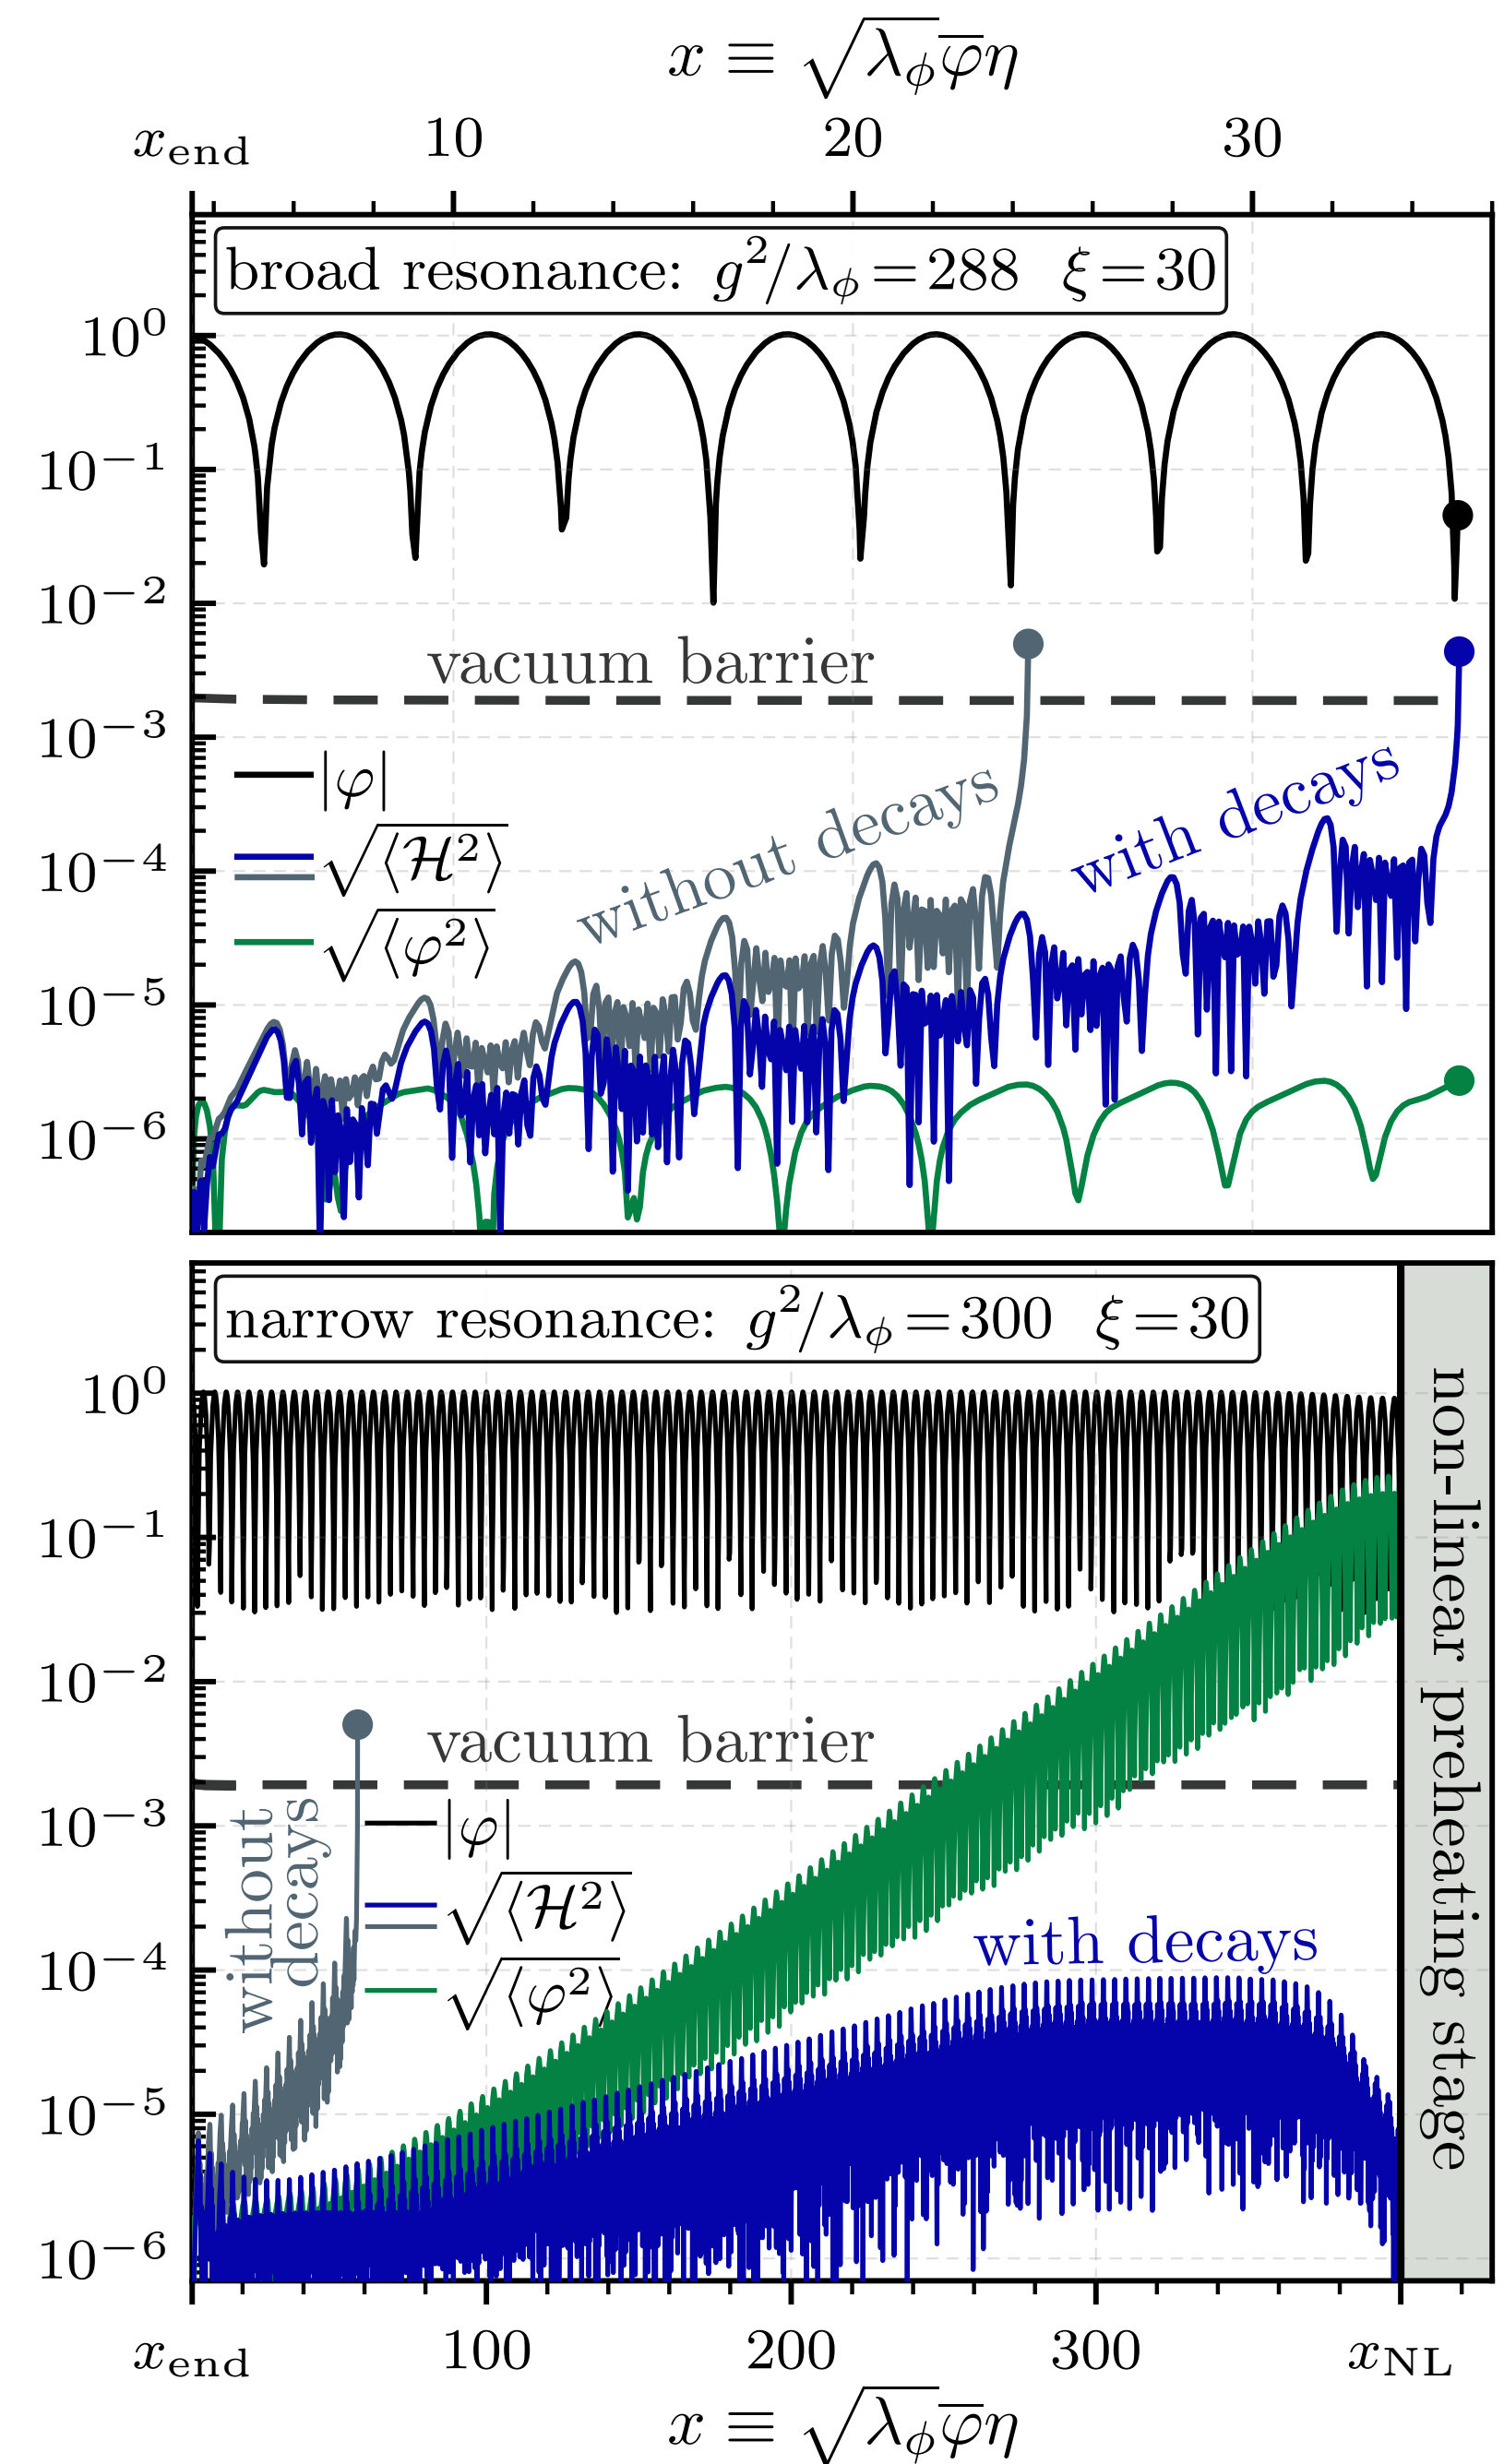 x ≡ √λ_ϕ φ̅ η
x_end 10 20 30
broad resonance: g²/λ_ϕ = 288 ξ = 30
10⁰
10⁻¹
10⁻²
vacuum barrier
10⁻³
|φ|
without decays
with decays
10⁻⁴
√⟨ℋ²⟩
√⟨φ²⟩
10⁻⁵
10⁻⁶
narrow resonance: g²/λ_ϕ = 300 ξ = 30
10⁰
10⁻¹
10⁻²
vacuum barrier
10⁻³
without
decays
|φ|
√⟨ℋ²⟩
with decays
10⁻⁴
√⟨φ²⟩
10⁻⁵
10⁻⁶
non-linear preheating stage
x_end 100 200 300 x_NL
x ≡ √λ_ϕ φ̅ η